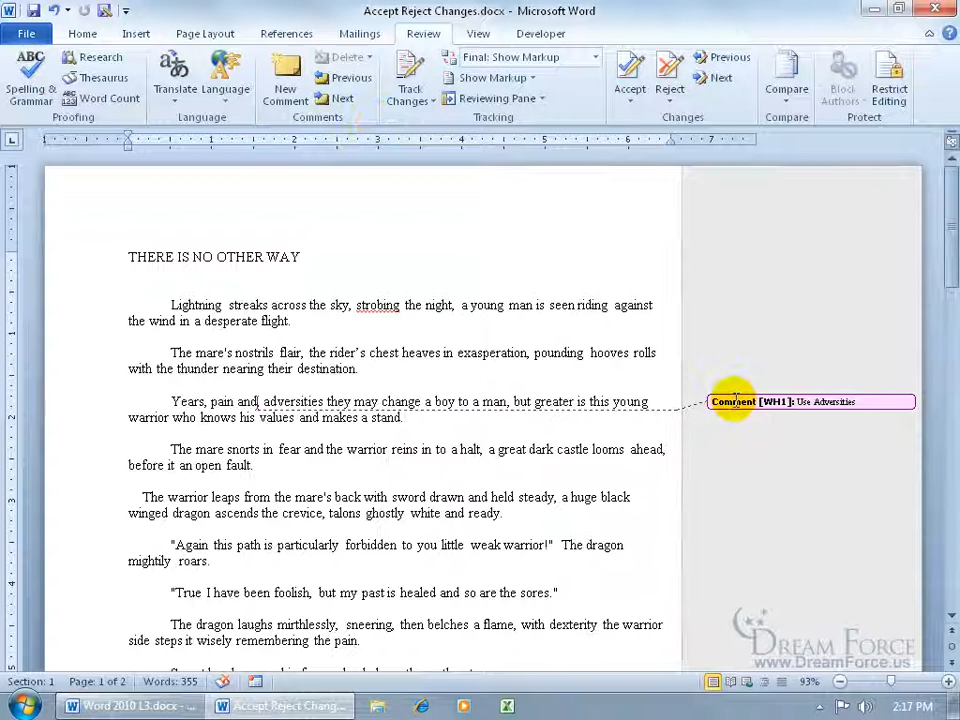 Accept Reject Changes.docx - Microsoft Word
File Home Insert Page Layout References Mailings Review View Developer
ABC Spelling & Grammar
Research
Thesaurus
Word Count
Proofing
Translate
Language
Language
New Comment
Delete
Previous
Next
Comments
Track Changes
Final: Show Markup
Show Markup
Reviewing Pane
Tracking
Accept
Reject
Previous
Next
Changes
Compare
Compare
Block Authors
Restrict Editing
Protect
1 1 2 3 4 5 6 7
THERE IS NO OTHER WAY
Lightning streaks across the sky, strobing the night, a young man is seen riding against
the wind in a desperate flight.
The mare's nostrils flair, the rider's chest heaves in exasperation, pounding hooves rolls
with the thunder nearing their destination.
Years, pain and, adversities they may change a boy to a man, but greater is this young
warrior who knows his values and makes a stand.
Comment [WH1]: Use Adversities
The mare snorts in fear and the warrior reins in to a halt, a great dark castle looms ahead,
before it an open fault.
The warrior leaps from the mare's back with sword drawn and held steady, a huge black
winged dragon ascends the crevice, talons ghostly white and ready.
"Again this path is particularly forbidden to you little weak warrior!" The dragon
mightily roars.
"True I have been foolish, but my past is healed and so are the sores."
The dragon laughs mirthlessly, sneering, then belches a flame, with dexterity the warrior
side steps it wisely remembering the pain.
DREAM FORCE
www.DreamForce.us
Section: 1 Page: 1 of 2 Words: 355 93%
Word 2010 L3.docx -... Accept Reject Chang... 2:17 PM